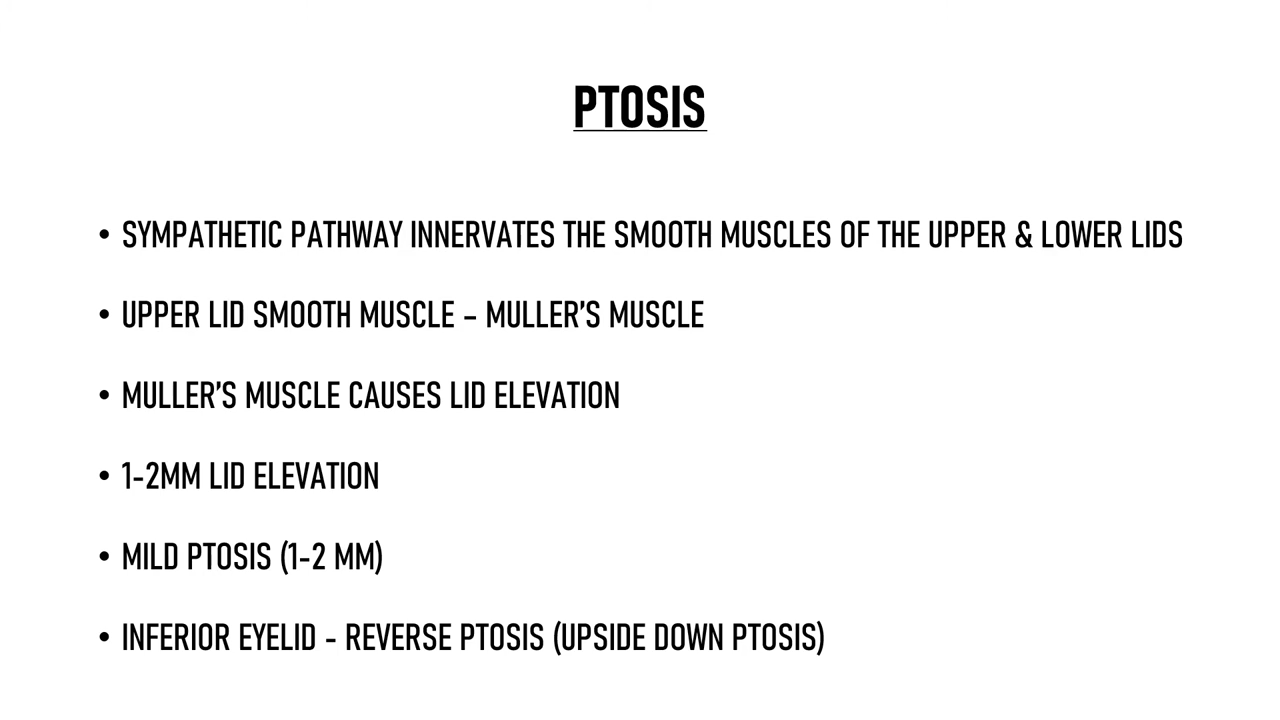 PTOSIS
• SYMPATHETIC PATHWAY INNERVATES THE SMOOTH MUSCLES OF THE UPPER & LOWER LIDS
• UPPER LID SMOOTH MUSCLE – MULLER’S MUSCLE
• MULLER’S MUSCLE CAUSES LID ELEVATION
• 1-2MM LID ELEVATION
• MILD PTOSIS (1-2 MM)
• INFERIOR EYELID - REVERSE PTOSIS (UPSIDE DOWN PTOSIS)